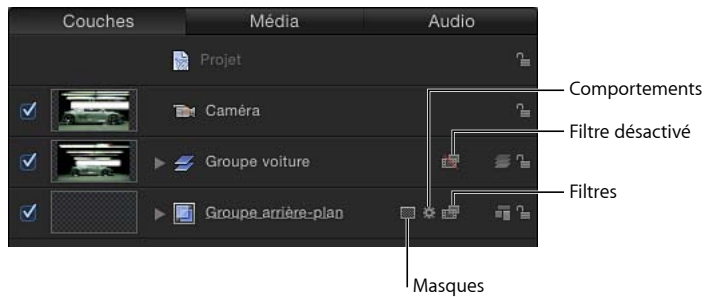 Couches Média Audio
Projet
Comportements
Caméra
Filtre désactivé
Groupe voiture
Filtres
Groupe arrière-plan
Masques